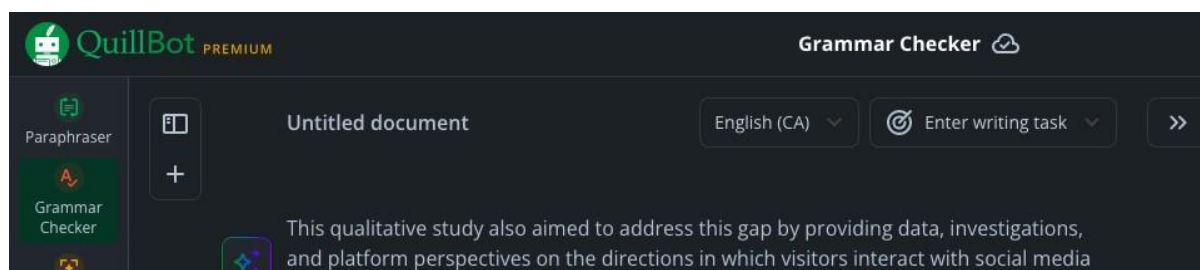 QuillBot PREMIUM
Grammar Checker
Paraphraser
Untitled document
English (CA)
Enter writing task
Grammar
Checker
This qualitative study also aimed to address this gap by providing data, investigations,
and platform perspectives on the directions in which visitors interact with social media